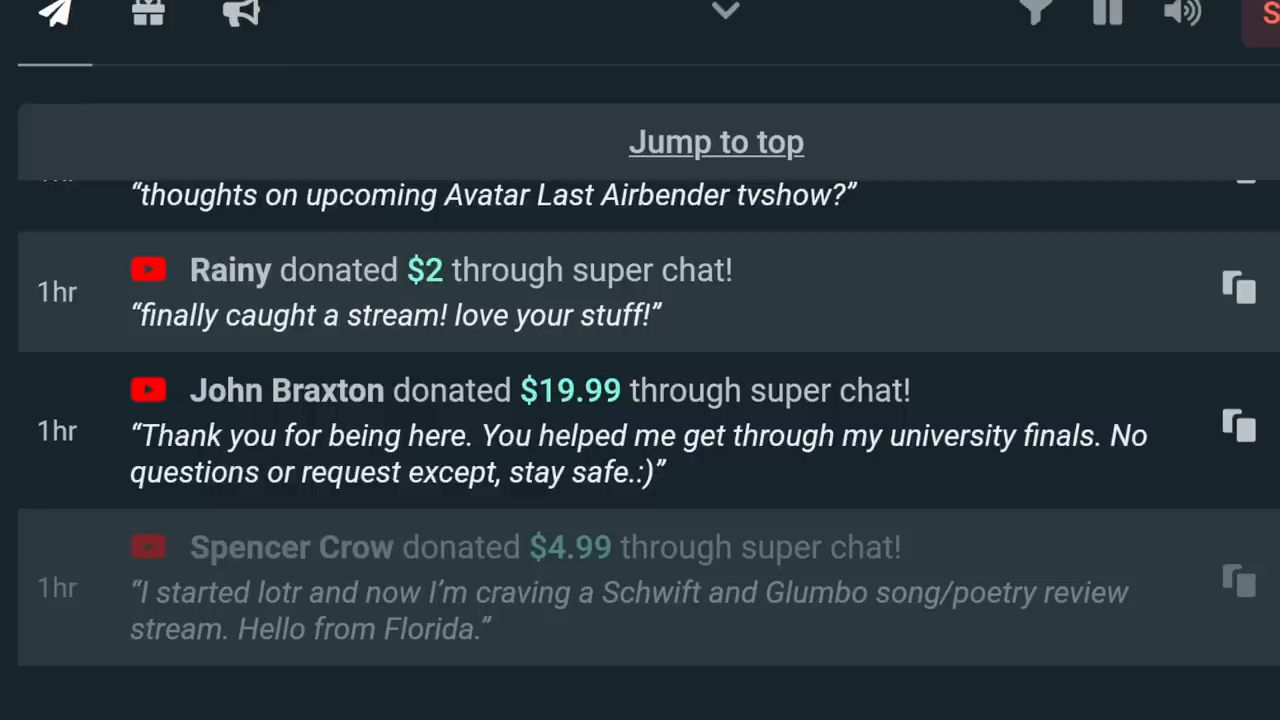 S
Jump to top
“thoughts on upcoming Avatar Last Airbender tvshow?”
Rainy donated $2 through super chat!
1hr
“finally caught a stream! love your stuff!”
John Braxton donated $19.99 through super chat!
1hr
“Thank you for being here. You helped me get through my university finals. No
questions or request except, stay safe.:)”
Spencer Crow donated $4.99 through super chat!
1hr
“I started lotr and now I’m craving a Schwift and Glumbo song/poetry review
stream. Hello from Florida.”